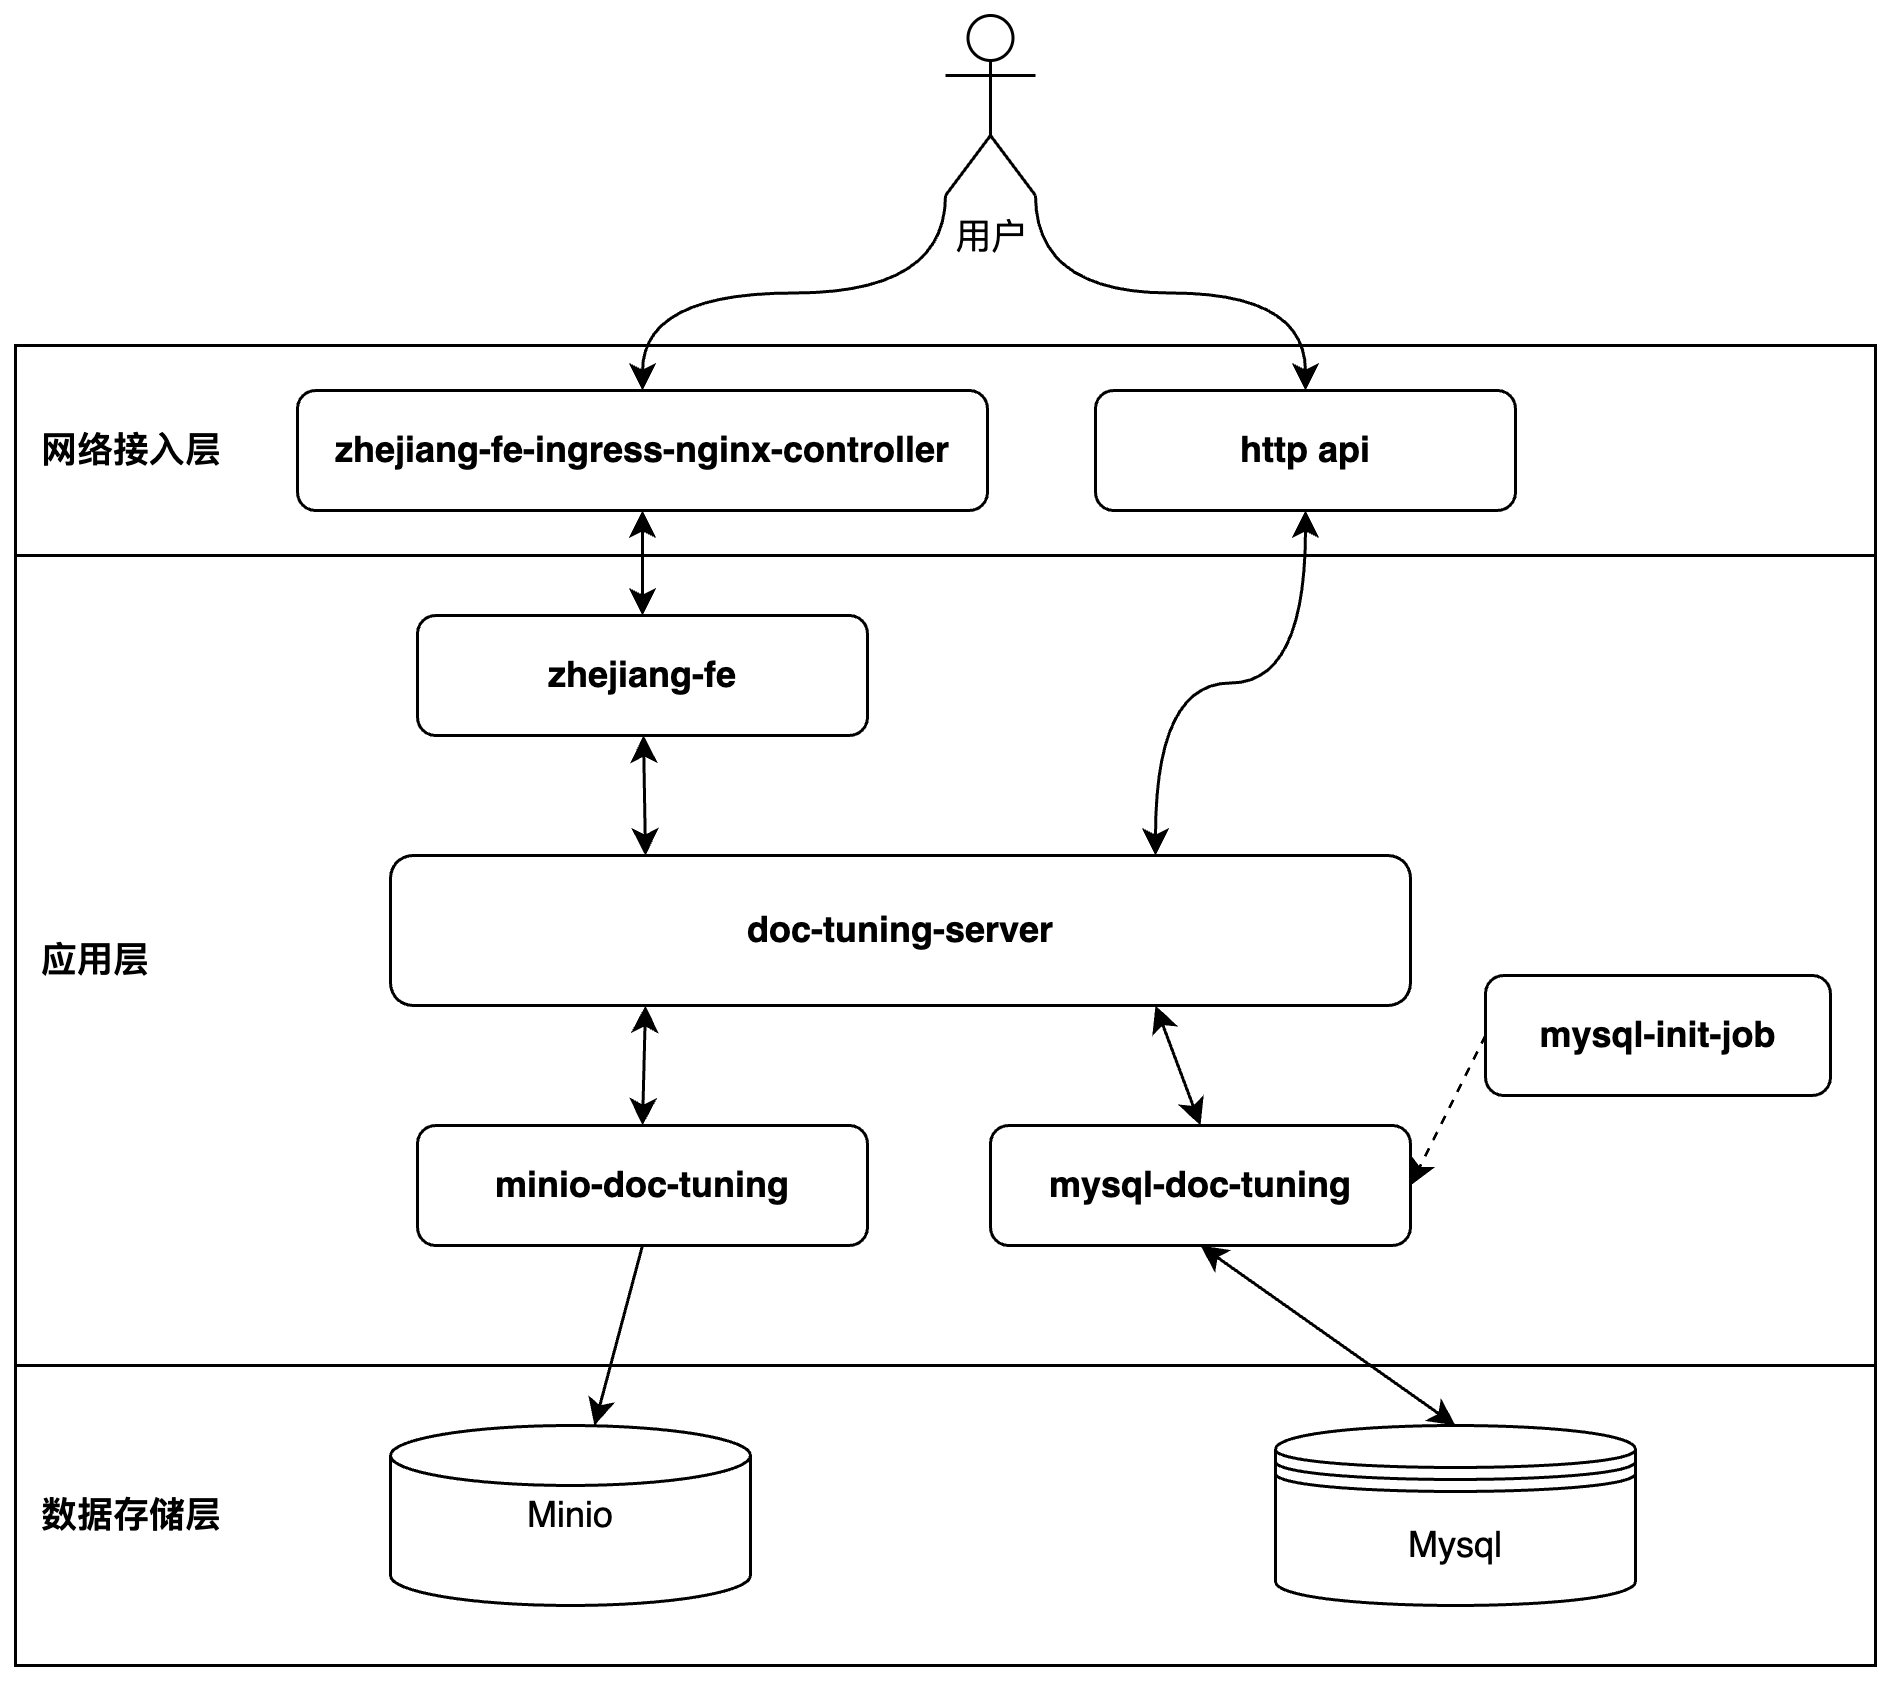 用户
网络接入层
zhejiang-fe-ingress-nginx-controller
http api
zhejiang-fe
doc-tuning-server
应用层
mysql-init-job
minio-doc-tuning
mysql-doc-tuning
数据存储层
Minio
Mysql